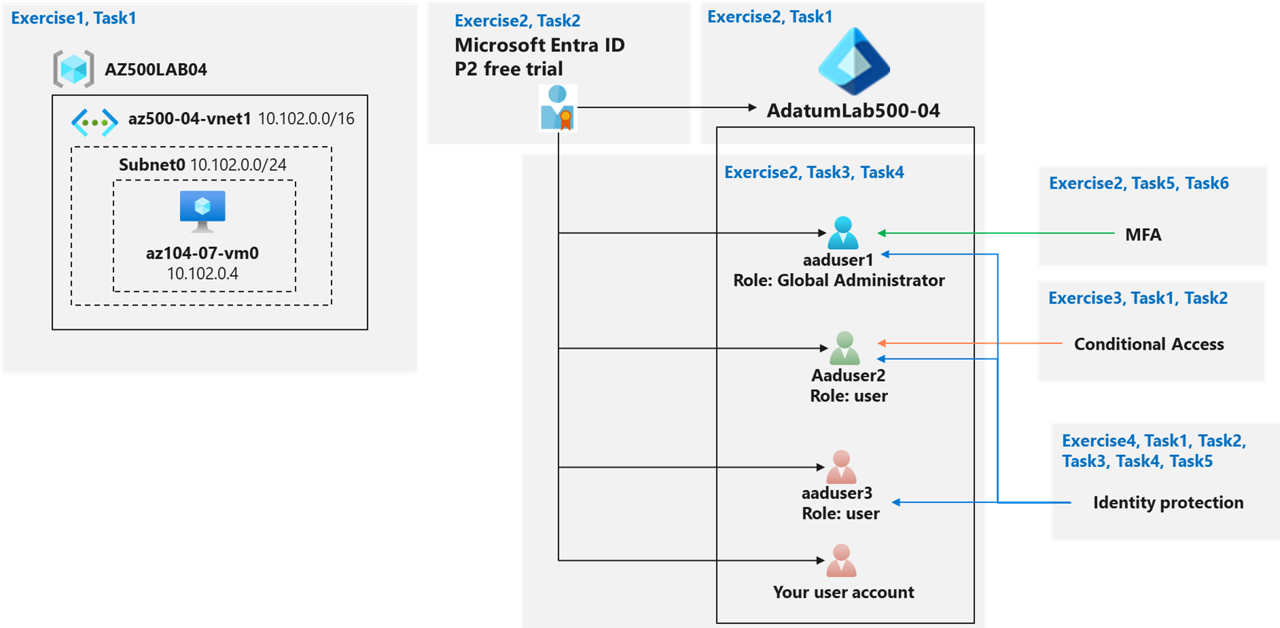 Exercise1, Task1
AZ500LAB04
az500-04-vnet1 10.102.0.0/16
Subnet0 10.102.0.0/24
az104-07-vm0
10.102.0.4
Exercise2, Task2
Microsoft Entra ID
P2 free trial
Exercise2, Task1
AdatumLab500-04
Exercise2, Task3, Task4
aaduser1
Role: Global Administrator
Aaduser2
Role: user
aaduser3
Role: user
Your user account
Exercise2, Task5, Task6
MFA
Exercise3, Task1, Task2
Conditional Access
Exercise4, Task1, Task2,
Task3, Task4, Task5
Identity protection